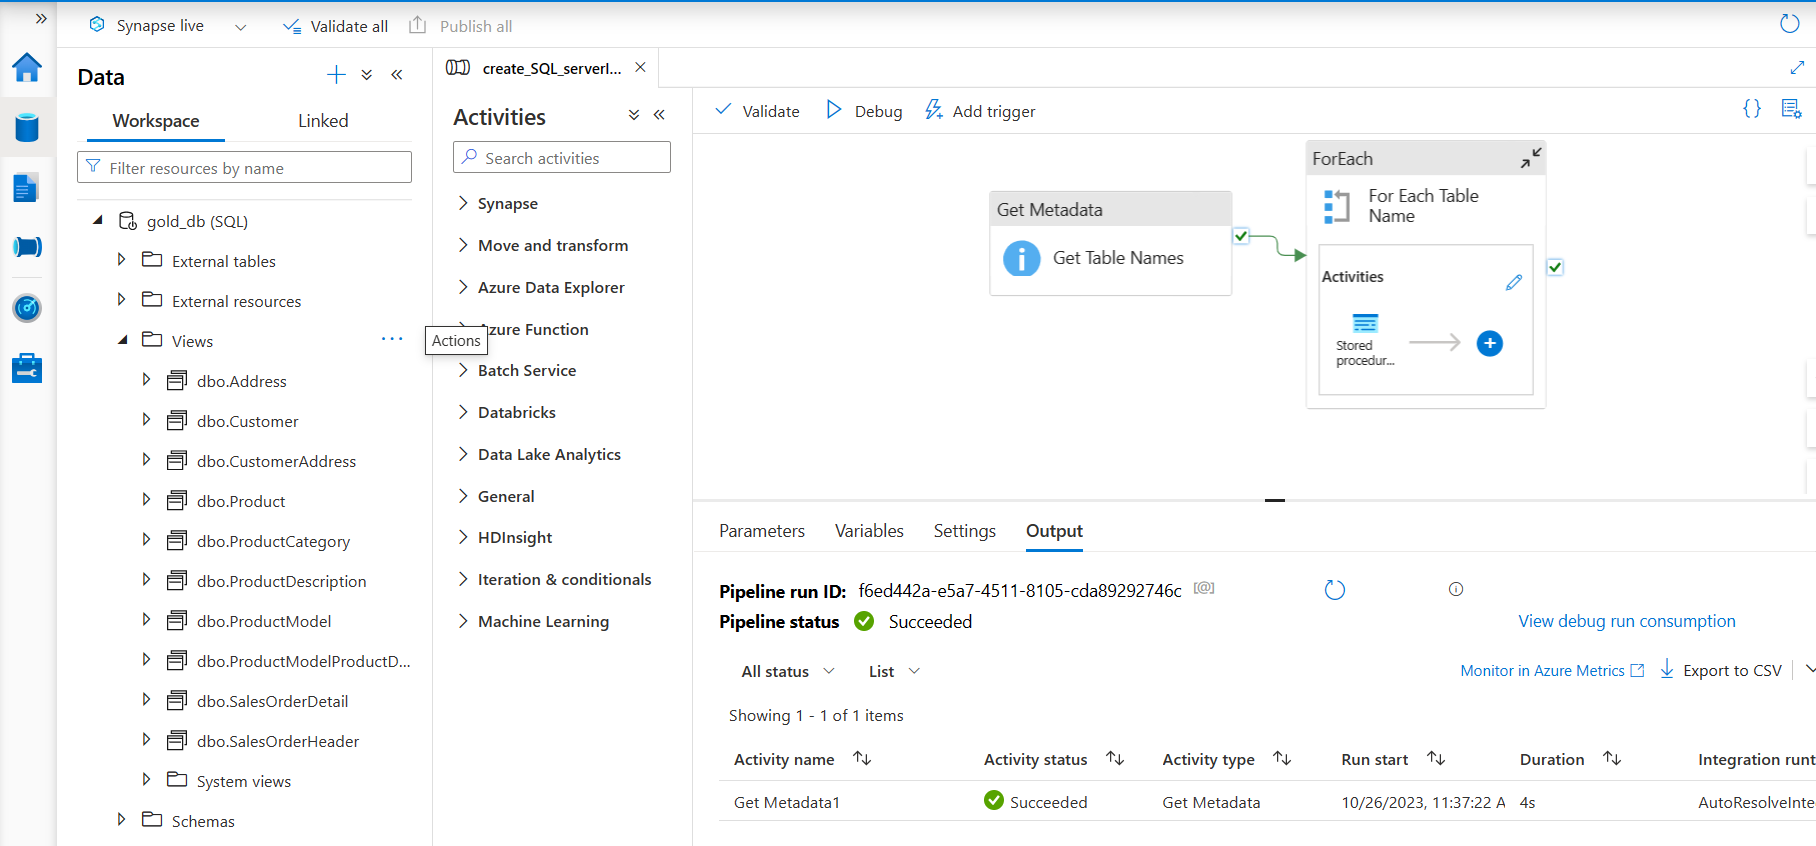 Synapse live
Validate all
Publish all
Data
Workspace
Linked
Filter resources by name
gold_db (SQL)
External tables
External resources
Views
Actions
dbo.Address
dbo.Customer
dbo.CustomerAddress
dbo.Product
dbo.ProductCategory
dbo.ProductDescription
dbo.ProductModel
dbo.ProductModelProductD...
dbo.SalesOrderDetail
dbo.SalesOrderHeader
System views
Schemas
create_SQL_serverl...
Activities
Search activities
Synapse
Move and transform
Azure Data Explorer
zure Function
Batch Service
Databricks
Data Lake Analytics
General
HDInsight
Iteration & conditionals
Machine Learning
Validate
Debug
Add trigger
{}
Get Metadata
Get Table Names
ForEach
For Each Table
Name
Activities
Stored
procedur...
Parameters
Variables
Settings
Output
Pipeline run ID: f6ed442a-e5a7-4511-8105-cda89292746c [@]
Pipeline status Succeeded
View debug run consumption
All status
List
Monitor in Azure Metrics
Export to CSV
Showing 1 - 1 of 1 items
Activity name Activity status Activity type Run start Duration Integration runt
Get Metadata1 Succeeded Get Metadata 10/26/2023, 11:37:22 A 4s AutoResolveInte